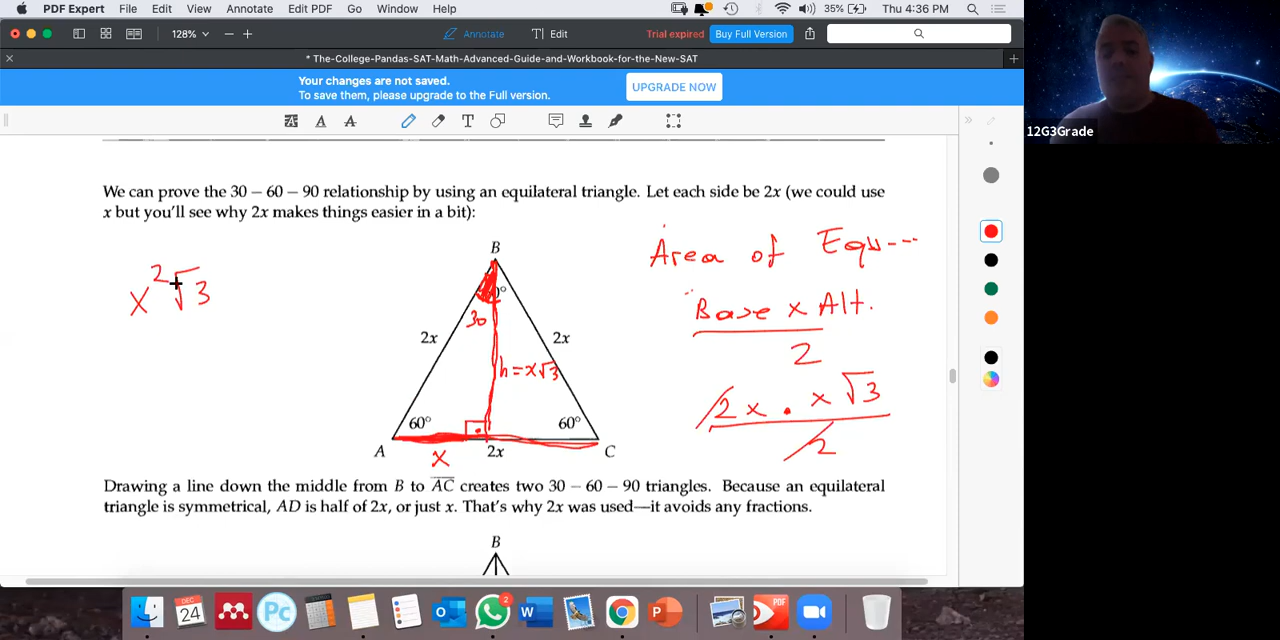 PDF Expert File Edit View Annotate Edit PDF Go Window Help 35% Thu 4:36 PM
128% Annotate Edit Trial expired Buy Full Version
* The-College-Pandas-SAT-Math-Advanced-Guide-and-Workbook-for-the-New-SAT
Your changes are not saved.
To save them, please upgrade to the Full version.
UPGRADE NOW
12G3Grade
We can prove the 30 − 60 − 90 relationship by using an equilateral triangle. Let each side be 2x (we could use
x but you'll see why 2x makes things easier in a bit):
x²√3
B
30
2x
2x
h=x√3
60°
60°
A
x
2x
C
Area of Equ---
Base x Alt.
2
2x . x√3
2
Drawing a line down the middle from B to AC creates two 30 − 60 − 90 triangles. Because an equilateral
triangle is symmetrical, AD is half of 2x, or just x. That's why 2x was used—it avoids any fractions.
B
DEC
24
Pc
2
W
P